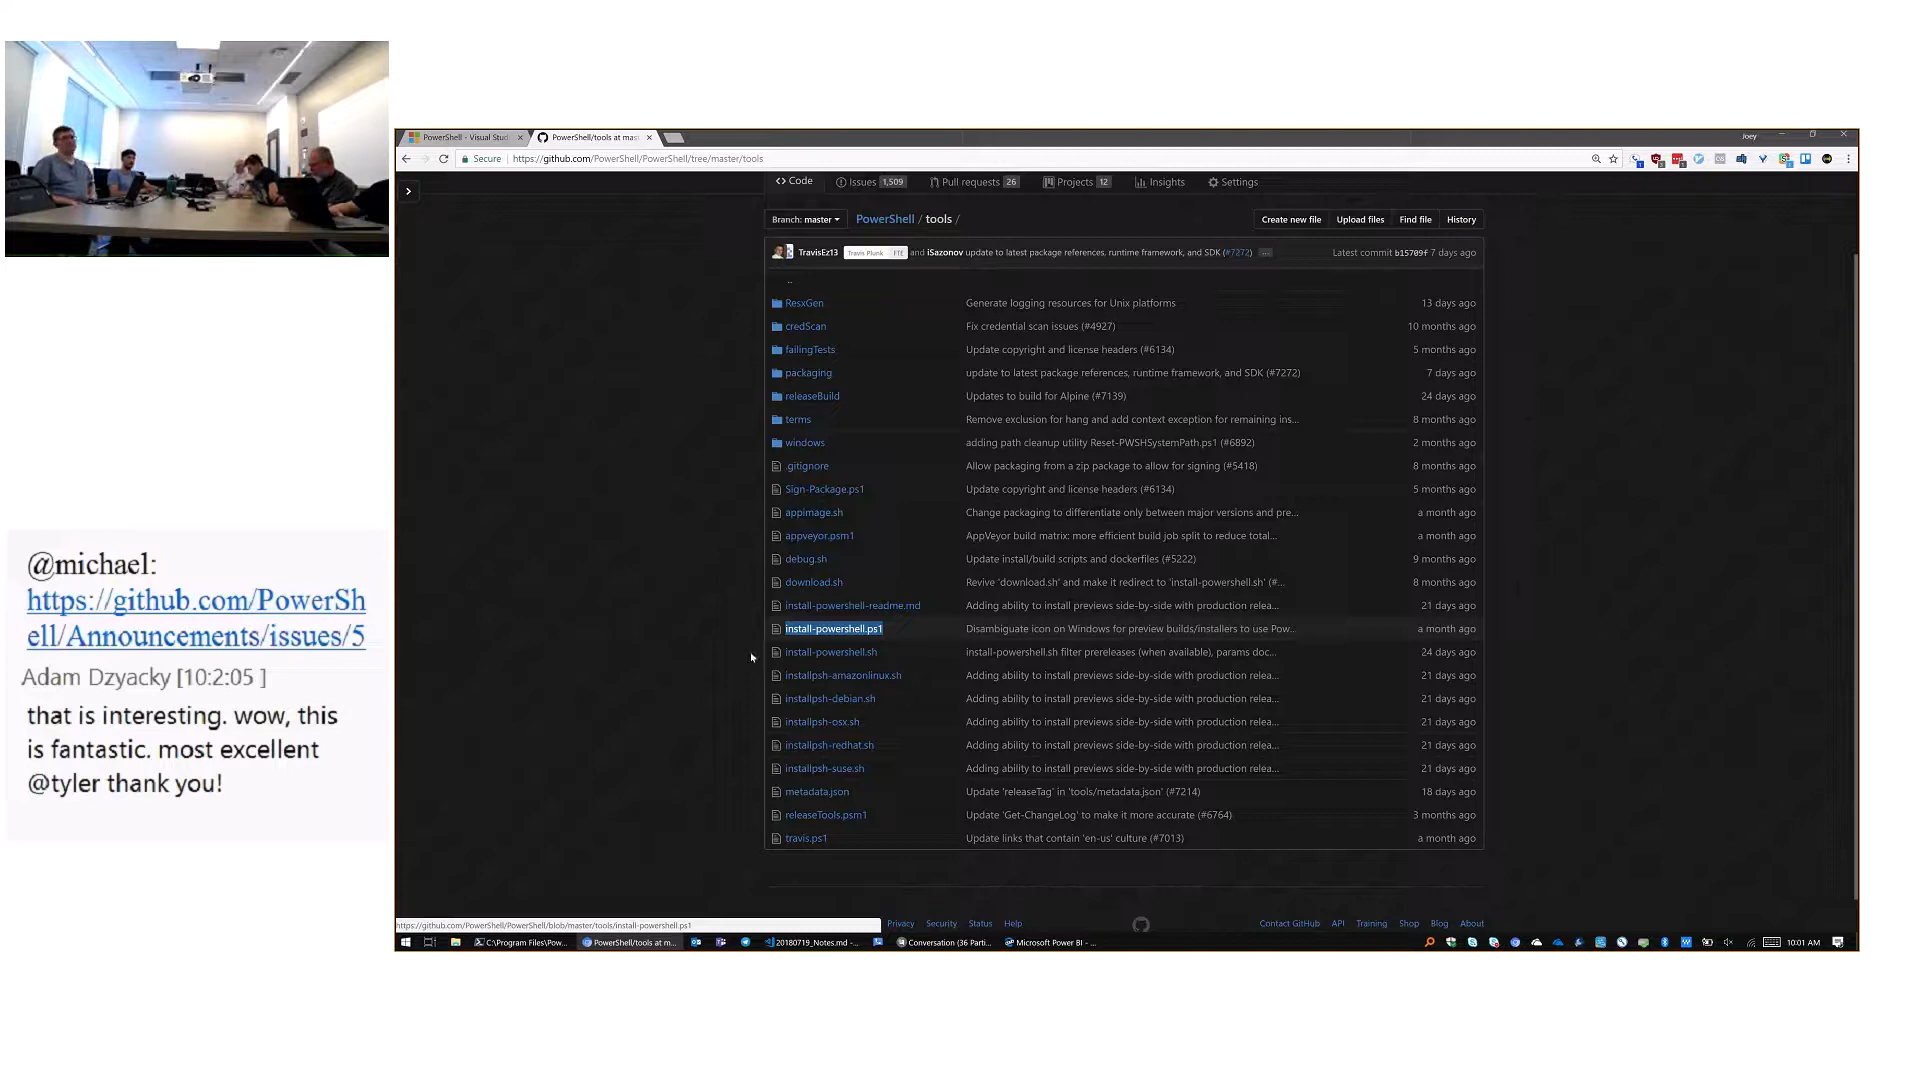 PowerShell - Visual Stud
PowerShell/tools at mas
Joey
Secure
https://github.com/PowerShell/PowerShell/tree/master/tools
Code
Issues 1,509
Pull requests 26
Projects 12
Insights
Settings
Branch: master
PowerShell / tools /
Create new file
Upload files
Find file
History
TravisEz13 Travis Plunk FTE and iSazonov update to latest package references, runtime framework, and SDK (#7272) ...
Latest commit b15709f 7 days ago
..
ResxGen Generate logging resources for Unix platforms 13 days ago
credScan Fix credential scan issues (#4927) 10 months ago
failingTests Update copyright and license headers (#6134) 5 months ago
packaging update to latest package references, runtime framework, and SDK (#7272) 7 days ago
releaseBuild Updates to build for Alpine (#7139) 24 days ago
terms Remove exclusion for hang and add context exception for remaining ins... 8 months ago
windows adding path cleanup utility Reset-PWSHSystemPath.ps1 (#6892) 2 months ago
.gitignore Allow packaging from a zip package to allow for signing (#5418) 8 months ago
Sign-Package.ps1 Update copyright and license headers (#6134) 5 months ago
appimage.sh Change packaging to differentiate only between major versions and pre... a month ago
appveyor.psm1 AppVeyor build matrix: more efficient build job split to reduce total... a month ago
debug.sh Update install/build scripts and dockerfiles (#5222) 9 months ago
download.sh Revive 'download.sh' and make it redirect to 'install-powershell.sh' (#... 8 months ago
install-powershell-readme.md Adding ability to install previews side-by-side with production relea... 21 days ago
install-powershell.ps1 Disambiguate icon on Windows for preview builds/installers to use Pow... a month ago
install-powershell.sh install-powershell.sh filter prereleases (when available), params doc... 24 days ago
installpsh-amazonlinux.sh Adding ability to install previews side-by-side with production relea... 21 days ago
installpsh-debian.sh Adding ability to install previews side-by-side with production relea... 21 days ago
installpsh-osx.sh Adding ability to install previews side-by-side with production relea... 21 days ago
installpsh-redhat.sh Adding ability to install previews side-by-side with production relea... 21 days ago
installpsh-suse.sh Adding ability to install previews side-by-side with production relea... 21 days ago
metadata.json Update 'releaseTag' in 'tools/metadata.json' (#7214) 18 days ago
releaseTools.psm1 Update 'Get-ChangeLog' to make it more accurate (#6764) 3 months ago
travis.ps1 Update links that contain 'en-us' culture (#7013) a month ago
https://github.com/PowerShell/PowerShell/blob/master/tools/install-powershell.ps1
Privacy
Security
Status
Help
Contact GitHub
API
Training
Shop
Blog
About
C:\Program Files\Pow...
PowerShell/tools at m...
20180719_Notes.md -...
Conversation (36 Parti...
Microsoft Power BI - ...
10:01 AM
@michael:
https://github.com/PowerSh
ell/Announcements/issues/5
Adam Dzyacky [10:2:05 ]
that is interesting. wow, this
is fantastic. most excellent
@tyler thank you!